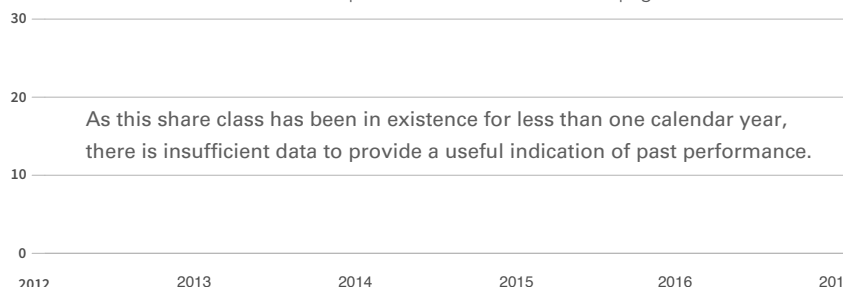 30
20
As this share class has been in existence for less than one calendar year,
there is insufficient data to provide a useful indication of past performance.
10
0
2012 2013 2014 2015 2016